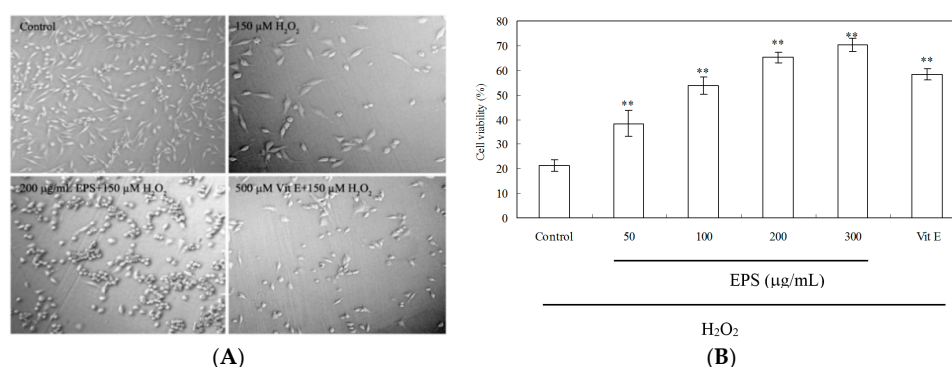 Control
150 µM H₂O₂
200 µg/mL EPS+150 µM H₂O₂
500 µM Vit E+150 µM H₂O₂
(A)
Cell viability (%)
80
70
60
50
40
30
20
10
0
**
**
**
**
**
Control 50 100 200 300 Vit E
EPS (µg/mL)
H₂O₂
(B)